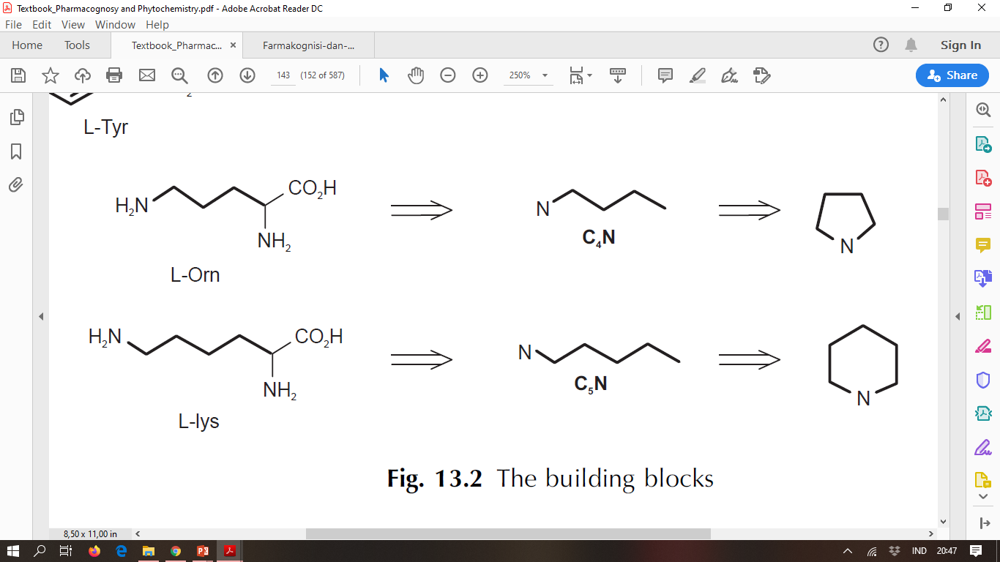 Textbook_Pharmacognosy and Phytochemistry.pdf - Adobe Acrobat Reader DC
File Edit View Window Help
Home Tools Textbook_Pharmac... × Farmakognisi-dan-... Sign In
143 (152 of 587) 250% Share
2
L-Tyr
H₂N CO₂H
NH₂
N
C₄N
N
L-Orn
H₂N CO₂H
NH₂
N
C₅N
N
L-lys
Fig. 13.2 The building blocks
8,50 x 11,00 in
IND 20:47